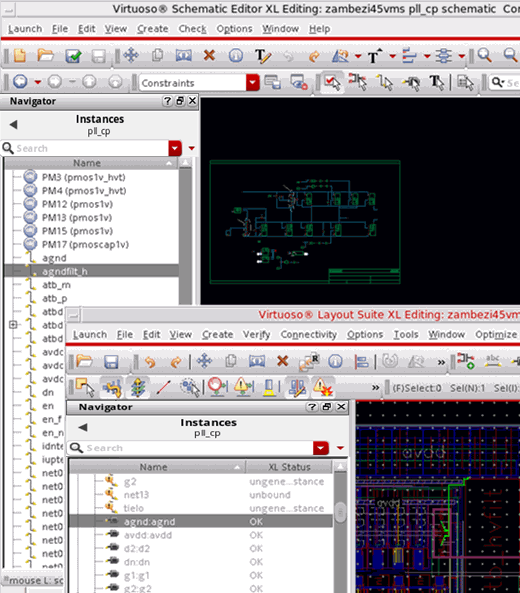 Virtuoso® Schematic Editor XL Editing: zambezi45vms pll_cp schematic Con
Launch File Edit View Create Check Options Window Help
Constraints
Navigator
Instances
pll_cp
Search
Name
PM3 (pmos1v_hvt)
PM4 (pmos1v_hvt)
PM12 (pmos1v)
PM13 (pmos1v)
PM15 (pmos1v)
PM17 (pmoscap1v)
agnd
agndfilt_h
atb_m
atb_p
atbd
atbd
atbd
avdc
avdc
avdc
dn
en
en_f
en_n
idnte
iupte
net0
net0
net0
net0
net0
net0
net0
mouse L: sc
Virtuoso® Layout Suite XL Editing: zambezi45vms
Launch File Edit View Create Verify Connectivity Options Tools Window Optimize
(F)Select:0 Sel(N):1 Sel(I):
Navigator
Instances
pll_cp
Search
Name XL Status
g2 ungene...stance
net13 unbound
tielo ungene...stance
agnd:agnd OK
avdd:avdd OK
d2:d2 OK
dn:dn OK
g1:g1 OK
g2:g2 OK
avdd
avdd